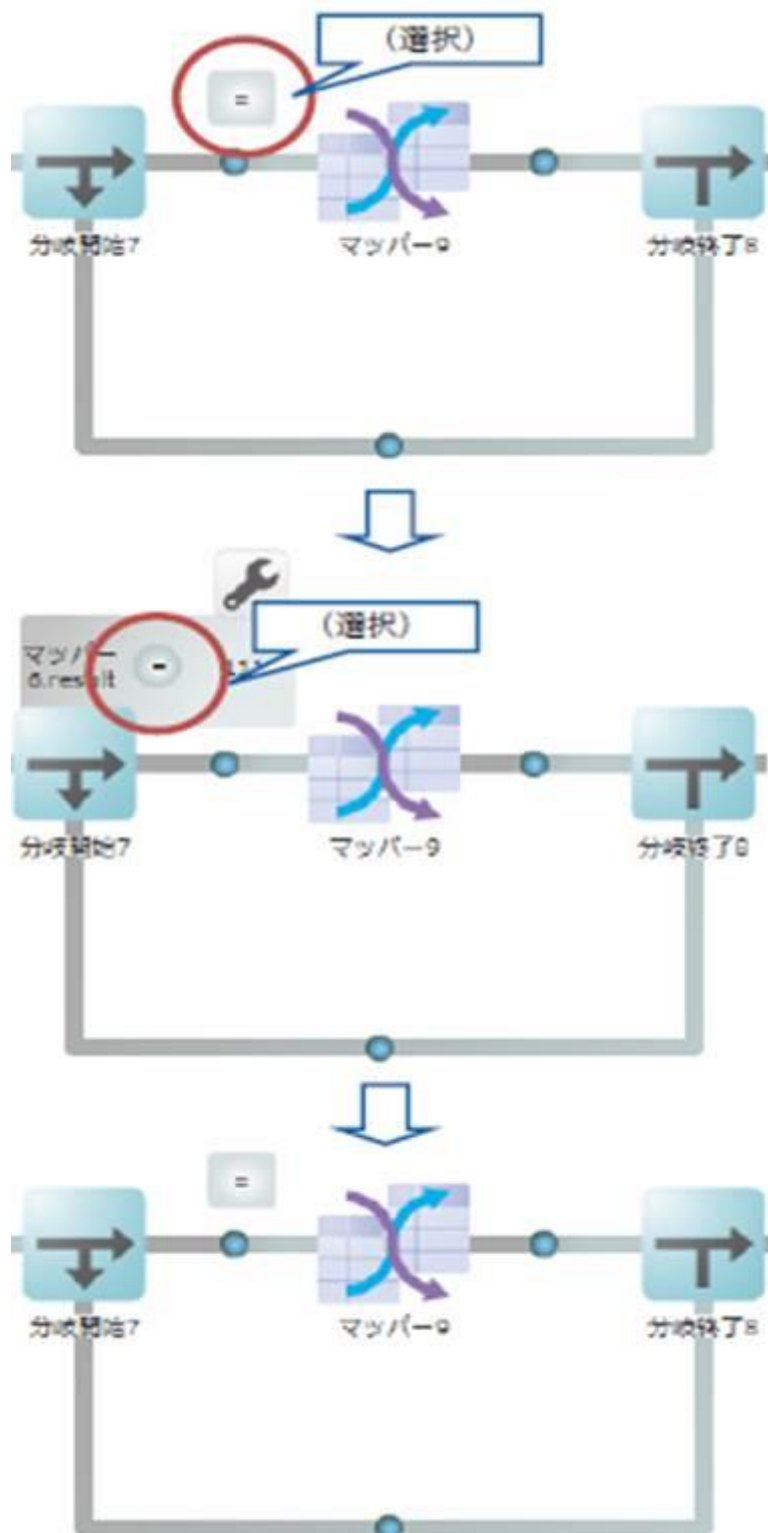 （選択）
=
分岐開始7
マッパー9
分岐終了8
（選択）
マッパー
6.result
=
分岐開始7
マッパー9
分岐終了8
=
分岐開始7
マッパー9
分岐終了8